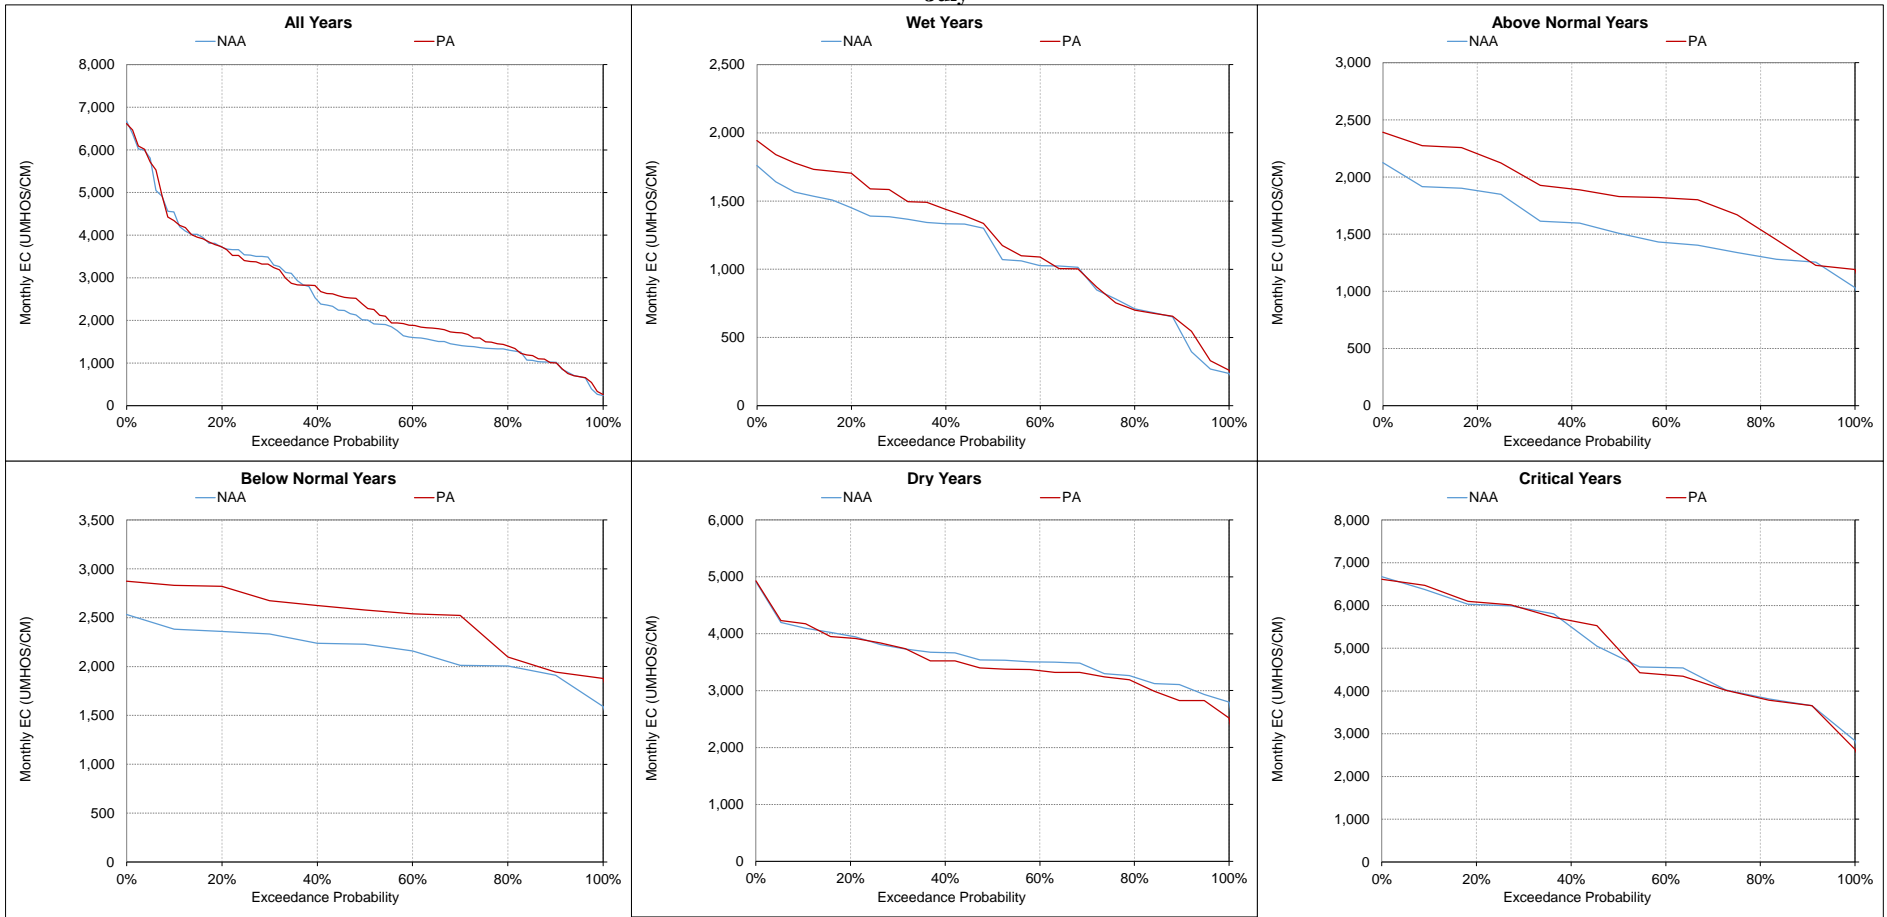 All Years
NAA PA
8,000
7,000
6,000
5,000
4,000
3,000
2,000
1,000
0
Monthly EC (UMHOS/CM)
0% 20% 40% 60% 80% 100%
Exceedance Probability
Wet Years
NAA PA
2,500
2,000
1,500
1,000
500
0
Monthly EC (UMHOS/CM)
0% 20% 40% 60% 80% 100%
Exceedance Probability
Above Normal Years
NAA PA
3,000
2,500
2,000
1,500
1,000
500
0
Monthly EC (UMHOS/CM)
0% 20% 40% 60% 80% 100%
Exceedance Probability
Below Normal Years
NAA PA
3,500
3,000
2,500
2,000
1,500
1,000
500
0
Monthly EC (UMHOS/CM)
0% 20% 40% 60% 80% 100%
Exceedance Probability
Dry Years
NAA PA
6,000
5,000
4,000
3,000
2,000
1,000
0
Monthly EC (UMHOS/CM)
0% 20% 40% 60% 80% 100%
Exceedance Probability
Critical Years
NAA PA
8,000
7,000
6,000
5,000
4,000
3,000
2,000
1,000
0
Monthly EC (UMHOS/CM)
0% 20% 40% 60% 80% 100%
Exceedance Probability